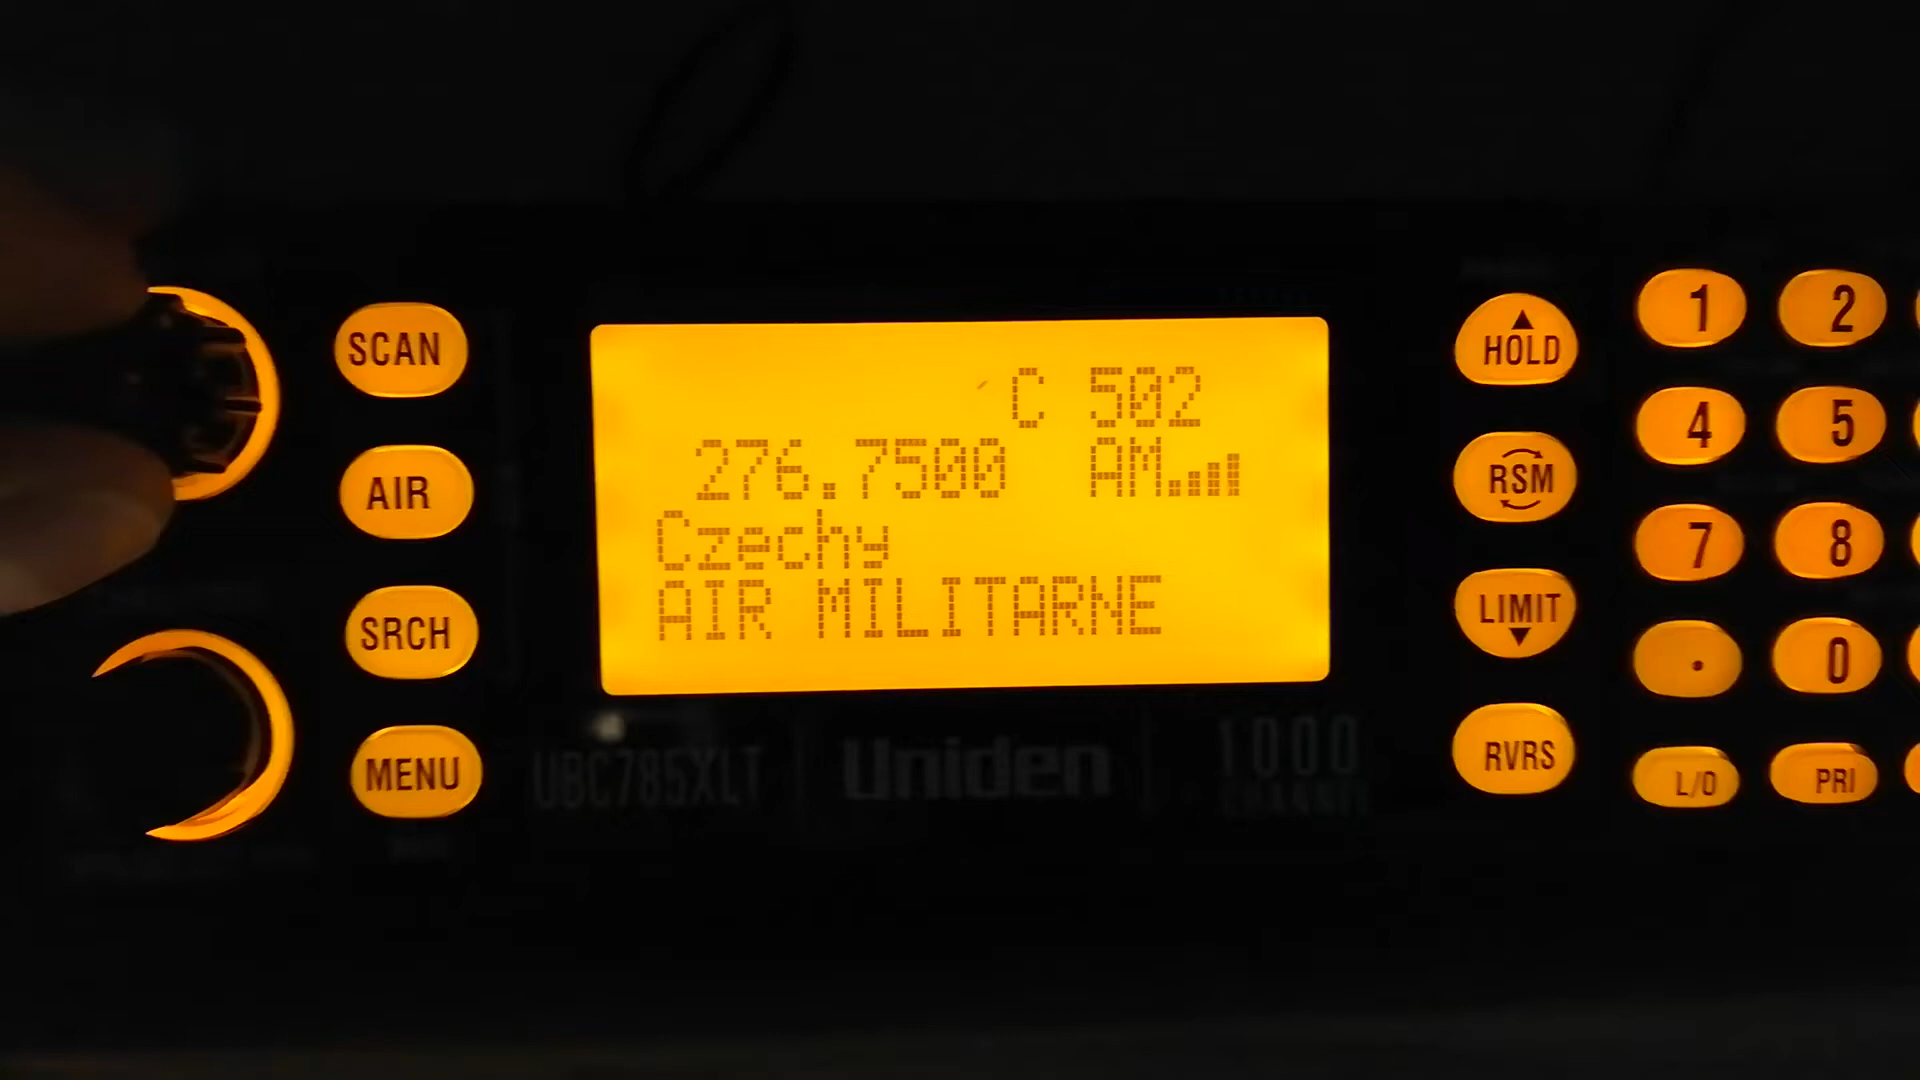 C 502
276.7500 AM
Czechy
AIR MILITARNE
SCAN
AIR
SRCH
MENU
UBC785XLT
Uniden
1000
CHANNEL
HOLD
RSM
LIMIT
RVRS
1 2
4 5
7 8
. 0
L/O PRI